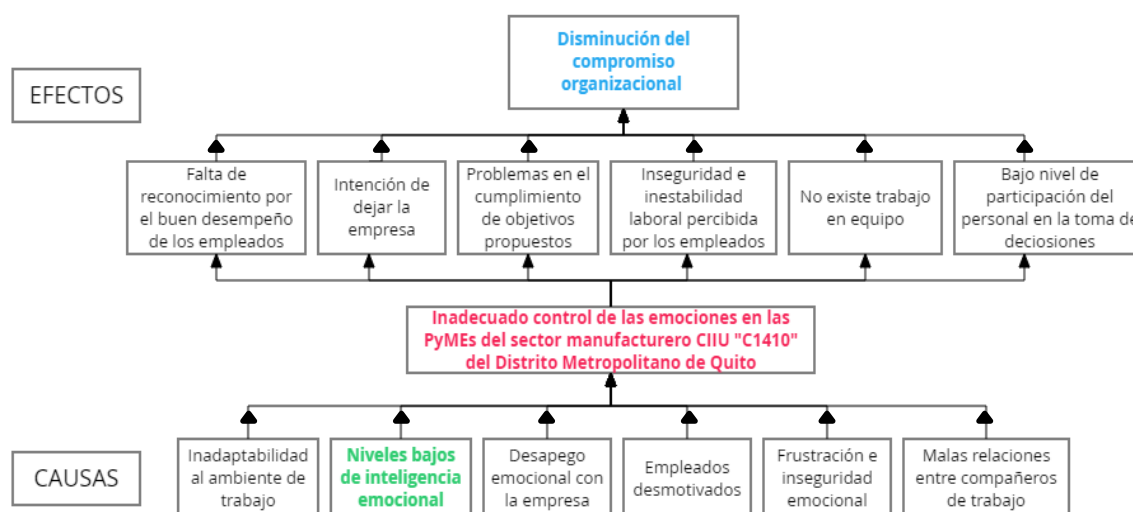 Disminución del
compromiso
organizacional
EFECTOS
Falta de
reconocimiento por
el buen desempeño
de los empleados
Intención de
dejar la
empresa
Problemas en el
cumplimiento
de objetivos
propuestos
Inseguridad e
inestabilidad
laboral percibida
por los empleados
No existe trabajo
en equipo
Bajo nivel de
participación del
personal en la toma de
deciosiones
Inadecuado control de las emociones en las
PyMEs del sector manufacturero CIIU "C1410"
del Distrito Metropolitano de Quito
CAUSAS
Inadaptabilidad
al ambiente de
trabajo
Niveles bajos
de inteligencia
emocional
Desapego
emocional con
la empresa
Empleados
desmotivados
Frustración e
inseguridad
emocional
Malas relaciones
entre compañeros
de trabajo